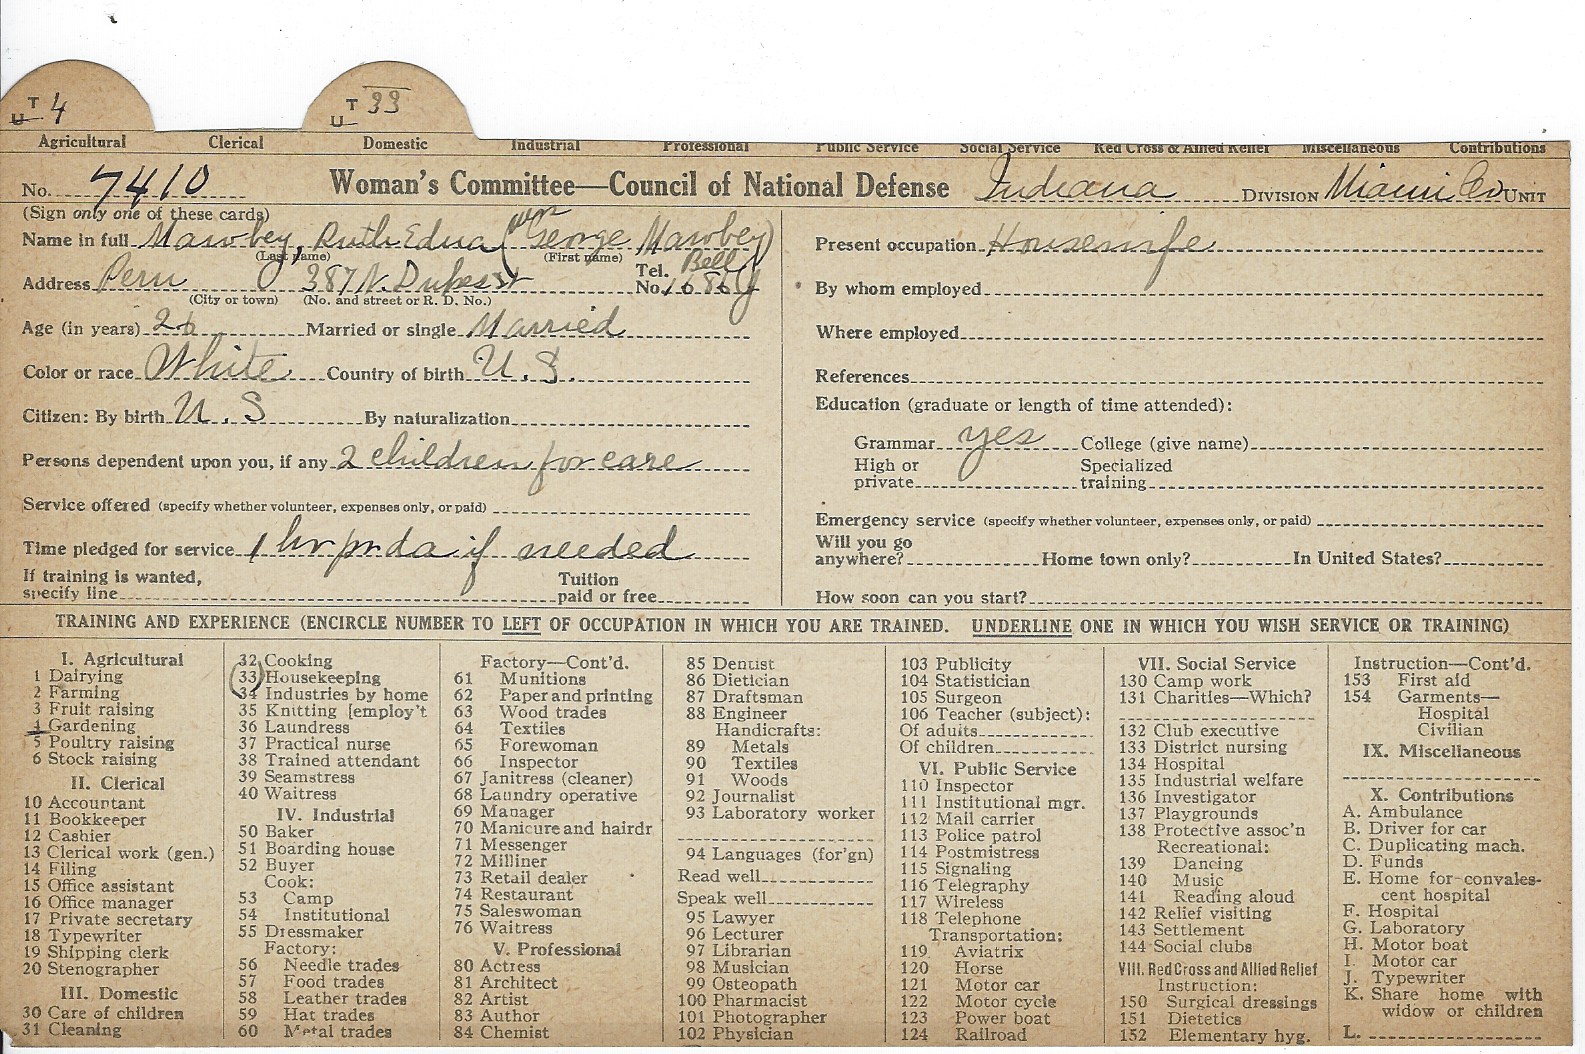 T
U 4
T
U 33
Agricultural Clerical Domestic Industrial Professional Public Service Social Service Red Cross & Allied Relief Miscellaneous Contributions
No. 7410 Woman's Committee—Council of National Defense Indiana DIVISION Miami Co UNIT
(Sign only one of these cards)
Name in full Mawbey, Ruth Edna (Mrs George Mawbey)
(Last name) (First name)
Address Peru 387 N. Dukes st Tel. No. Bell 1686 J
(City or town) (No. and street or R. D. No.)
Age (in years) 26 Married or single Married
Color or race White Country of birth U.S.
Citizen: By birth U.S By naturalization
Persons dependent upon you, if any 2 children for care
Service offered (specify whether volunteer, expenses only, or paid)
Time pledged for service 1 hr pr da if needed
If training is wanted,
specify line Tuition paid or free
Present occupation Housewife
By whom employed
Where employed
References
Education (graduate or length of time attended):
Grammar yes College (give name)
High or private Specialized training
Emergency service (specify whether volunteer, expenses only, or paid)
Will you go
anywhere? Home town only? In United States?
How soon can you start?
TRAINING AND EXPERIENCE (ENCIRCLE NUMBER TO LEFT OF OCCUPATION IN WHICH YOU ARE TRAINED. UNDERLINE ONE IN WHICH YOU WISH SERVICE OR TRAINING)
I. Agricultural
1 Dairying
2 Farming
3 Fruit raising
4 Gardening
5 Poultry raising
6 Stock raising
II. Clerical
10 Accountant
11 Bookkeeper
12 Cashier
13 Clerical work (gen.)
14 Filing
15 Office assistant
16 Office manager
17 Private secretary
18 Typewriter
19 Shipping clerk
20 Stenographer
III. Domestic
30 Care of children
31 Cleaning
32 Cooking
33 Housekeeping
34 Industries by home
35 Knitting [employ't
36 Laundress
37 Practical nurse
38 Trained attendant
39 Seamstress
40 Waitress
IV. Industrial
50 Baker
51 Boarding house
52 Buyer
Cook:
53 Camp
54 Institutional
55 Dressmaker
Factory:
56 Needle trades
57 Food trades
58 Leather trades
59 Hat trades
60 Metal trades
Factory—Cont'd.
61 Munitions
62 Paper and printing
63 Wood trades
64 Textiles
65 Forewoman
66 Inspector
67 Janitress (cleaner)
68 Laundry operative
69 Manager
70 Manicure and hairdr
71 Messenger
72 Milliner
73 Retail dealer
74 Restaurant
75 Saleswoman
76 Waitress
V. Professional
80 Actress
81 Architect
82 Artist
83 Author
84 Chemist
85 Dentist
86 Dietician
87 Draftsman
88 Engineer
Handicrafts:
89 Metals
90 Textiles
91 Woods
92 Journalist
93 Laboratory worker
94 Languages (for'gn)
Read well
Speak well
95 Lawyer
96 Lecturer
97 Librarian
98 Musician
99 Osteopath
100 Pharmacist
101 Photographer
102 Physician
103 Publicity
104 Statistician
105 Surgeon
106 Teacher (subject):
Of adults
Of children
VI. Public Service
110 Inspector
111 Institutional mgr.
112 Mail carrier
113 Police patrol
114 Postmistress
115 Signaling
116 Telegraphy
117 Wireless
118 Telephone
Transportation:
119 Aviatrix
120 Horse
121 Motor car
122 Motor cycle
123 Power boat
124 Railroad
VII. Social Service
130 Camp work
131 Charities—Which?
132 Club executive
133 District nursing
134 Hospital
135 Industrial welfare
136 Investigator
137 Playgrounds
138 Protective assoc'n
Recreational:
139 Dancing
140 Music
141 Reading aloud
142 Relief visiting
143 Settlement
144 Social clubs
VIII. Red Cross and Allied Relief
Instruction:
150 Surgical dressings
151 Dietetics
152 Elementary hyg.
Instruction—Cont'd.
153 First aid
154 Garments—
Hospital
Civilian
IX. Miscellaneous
X. Contributions
A. Ambulance
B. Driver for car
C. Duplicating mach.
D. Funds
E. Home for convales-
cent hospital
F. Hospital
G. Laboratory
H. Motor boat
I. Motor car
J. Typewriter
K. Share home with
widow or children
L.